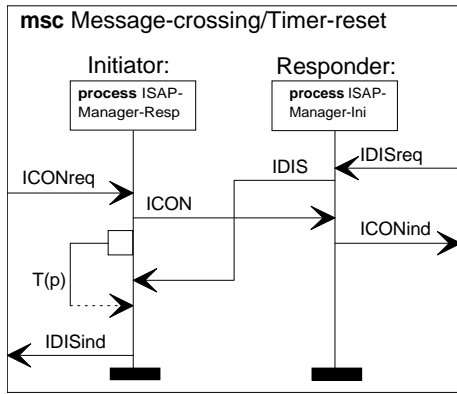 msc Message-crossing/Timer-reset
Initiator: Responder:
process ISAP-
Manager-Resp
process ISAP-
Manager-Ini
IDISreq
IDIS
ICONreq
ICON
ICONind
T(p)
IDISind